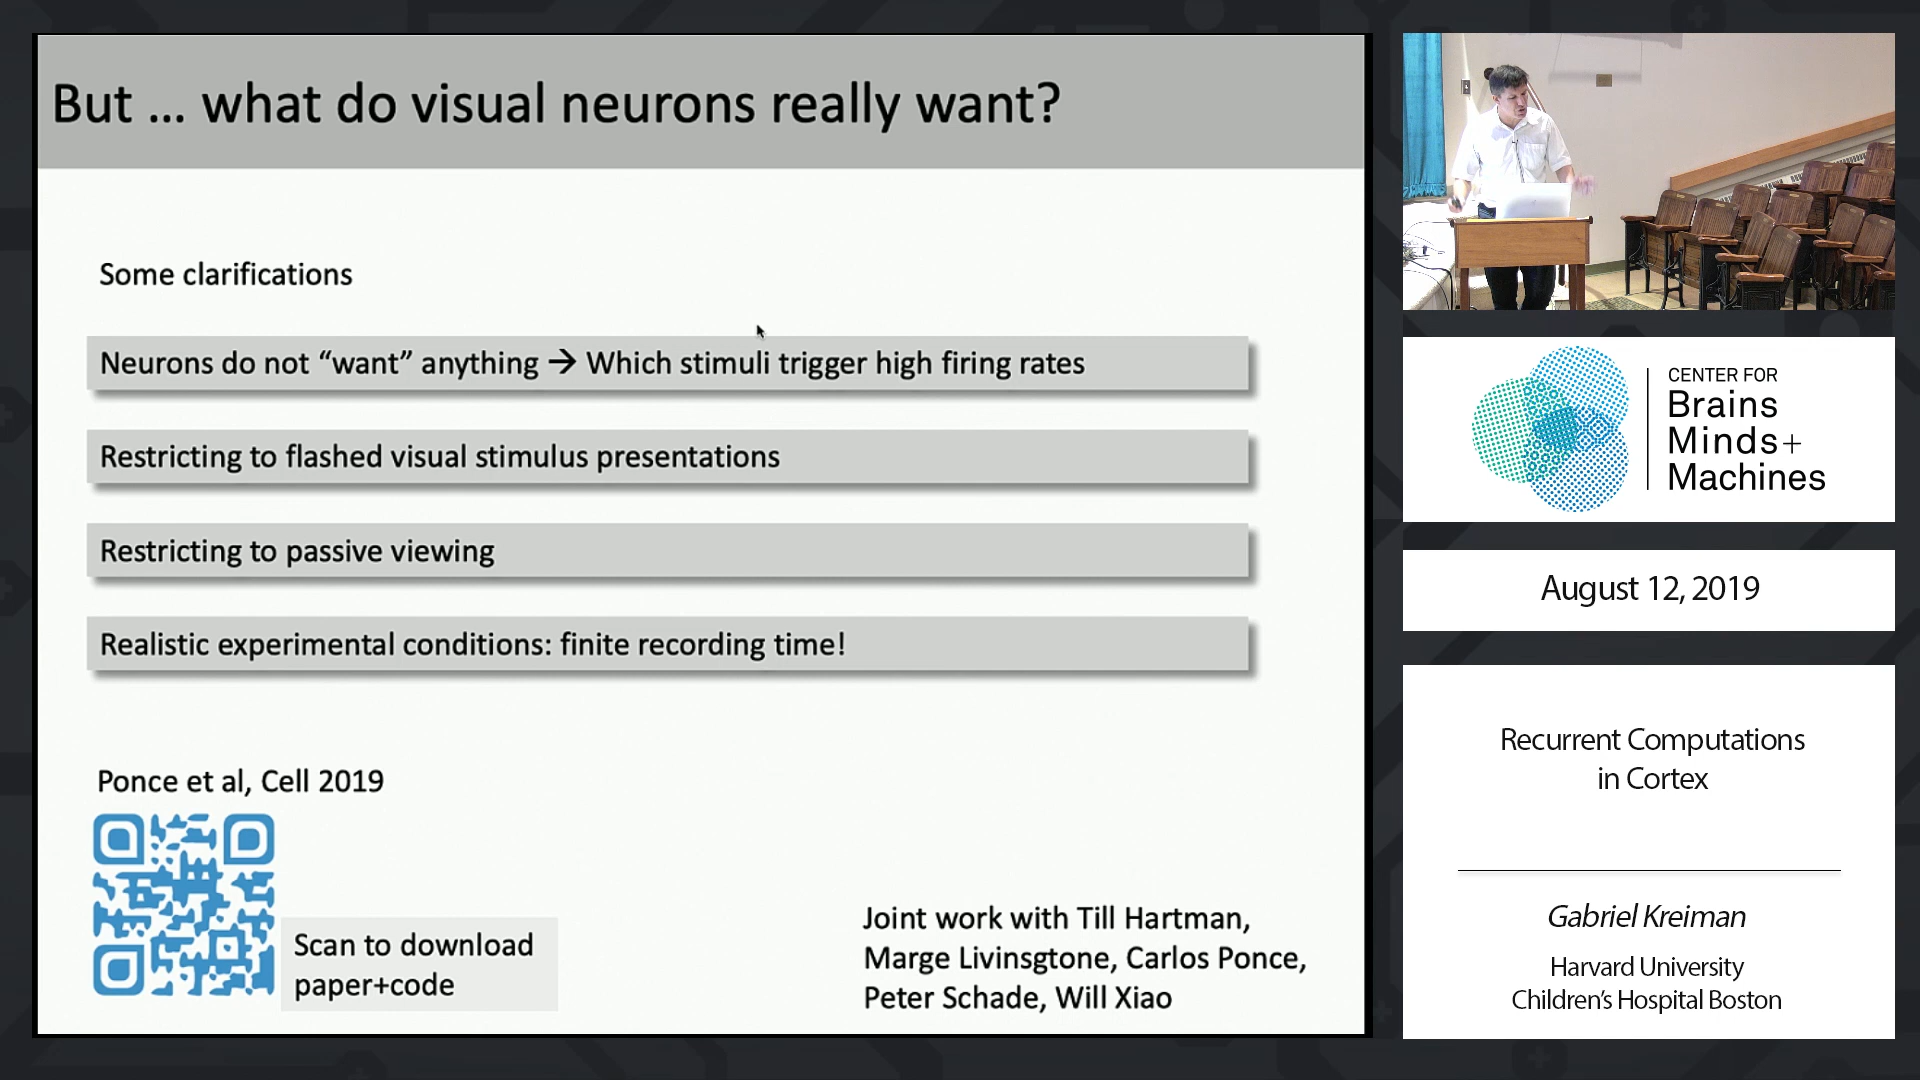 But ... what do visual neurons really want?
Some clarifications
Neurons do not “want” anything → Which stimuli trigger high firing rates
Restricting to flashed visual stimulus presentations
Restricting to passive viewing
Realistic experimental conditions: finite recording time!
Ponce et al, Cell 2019
Scan to download
paper+code
Joint work with Till Hartman,
Marge Livinsgtone, Carlos Ponce,
Peter Schade, Will Xiao
CENTER FOR
Brains
Minds+
Machines
August 12, 2019
Recurrent Computations
in Cortex
Gabriel Kreiman
Harvard University
Children's Hospital Boston